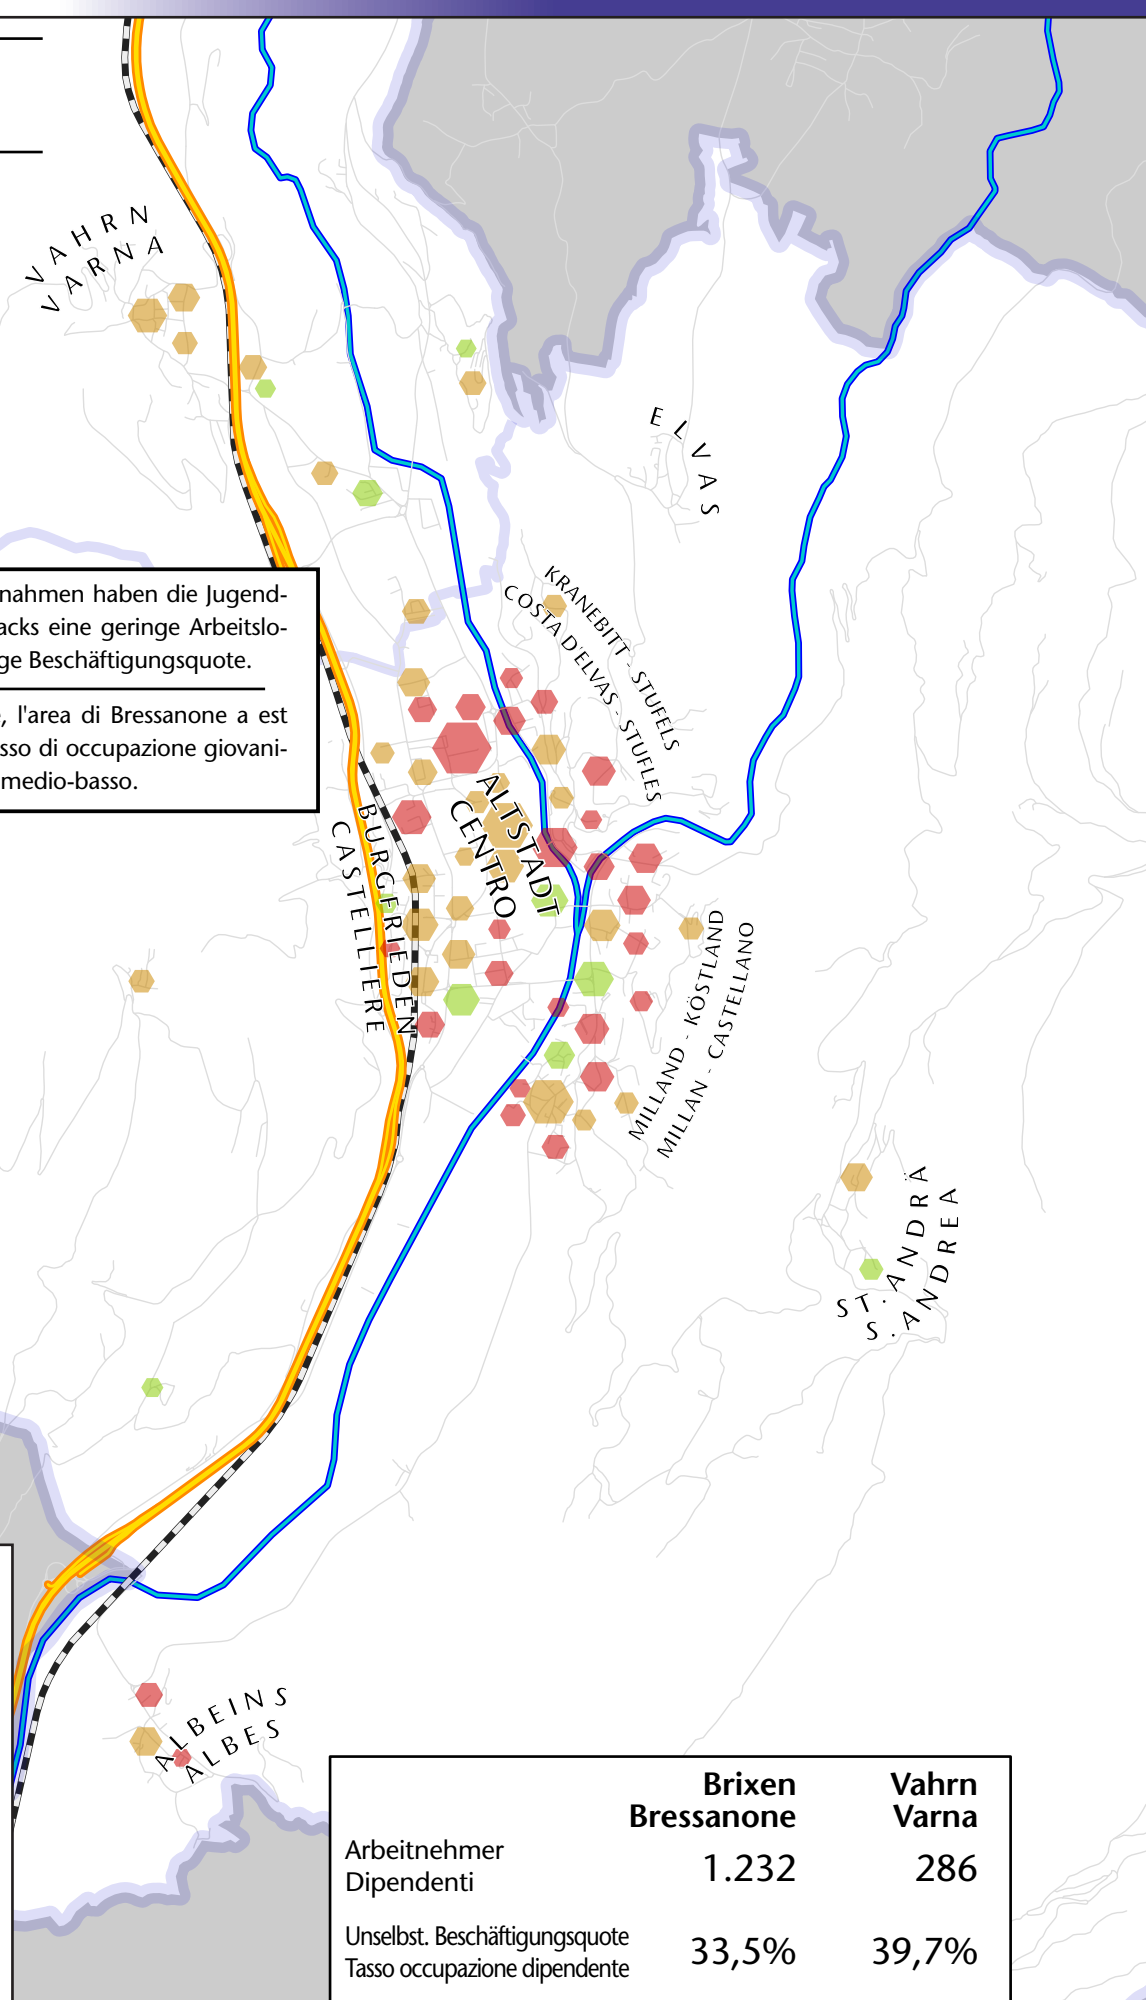 VAHRN
VARNA
ELVAS
nahmen haben die Jugend-
acks eine geringe Arbeitslo-
ge Beschäftigungsquote.
, l'area di Bressanone a est
sso di occupazione giovani-
medio-basso.
KRANEBITT - STUFELS
COSTA D'ELVAS - STUFLES
ALTSTADT
CENTRO
BURGFRIEDEN
CASTELLIERE
MILLAND - KÖSTLAND
MILLAN - CASTELLANO
ST. ANDRÄ
S. ANDREA
ALBEINS
ALBES
Brixen Vahrn
Bressanone Varna
Arbeitnehmer
Dipendenti 1.232 286
Unselbst. Beschäftigungsquote
Tasso occupazione dipendente 33,5% 39,7%